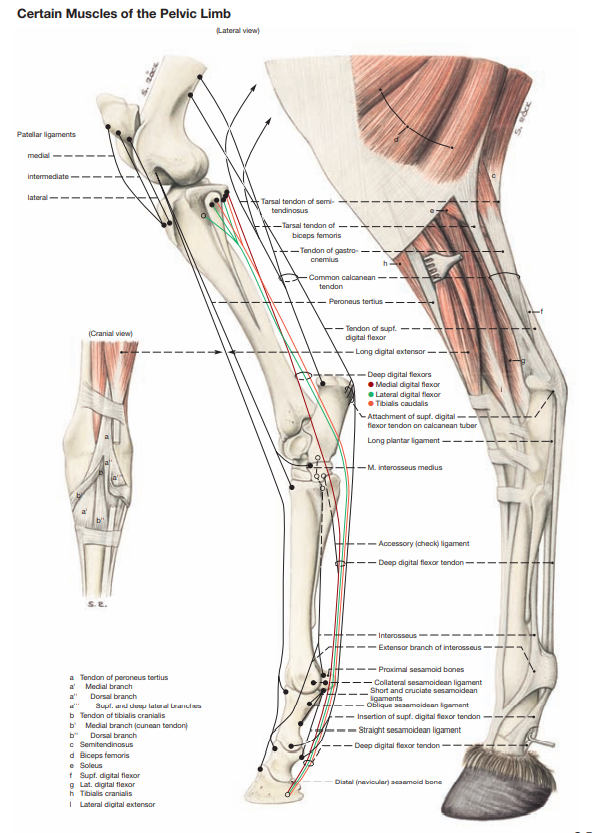 Certain Muscles of the Pelvic Limb
(Lateral view)
S. RÖCK
S. RÖCK
Patellar ligaments
medial
intermediate
lateral
d
c
Tarsal tendon of semi-
tendinosus
e
Tarsal tendon of
biceps femoris
Tendon of gastro-
cnemius
h
Common calcanean
tendon
Peroneus tertius
f
(Cranial view)
Tendon of supf.
digital flexor
Long digital extensor
g
Deep digital flexors
Medial digital flexor
Lateral digital flexor
Tibialis caudalis
i
Attachment of supf. digital
flexor tendon on calcanean tuber
a
Long plantar ligament
a'
b
a"
M. interosseus medius
b'
a'
b"
Accessory (check) ligament
Deep digital flexor tendon
S. R.
Interosseus
Extensor branch of interosseus
Proximal sesamoid bones
Collateral sesamoidean ligament
Short and cruciate sesamoidean
ligaments
Oblique sesamoidean ligament
Insertion of supf. digital flexor tendon
Straight sesamoidean ligament
Deep digital flexor tendon
Distal (navicular) sesamoid bone
a Tendon of peroneus tertius
a' Medial branch
a" Dorsal branch
a''' Supf. and deep lateral branches
b Tendon of tibialis cranialis
b' Medial branch (cunean tendon)
b" Dorsal branch
c Semitendinosus
d Biceps femoris
e Soleus
f Supf. digital flexor
g Lat. digital flexor
h Tibialis cranialis
I Lateral digital extensor